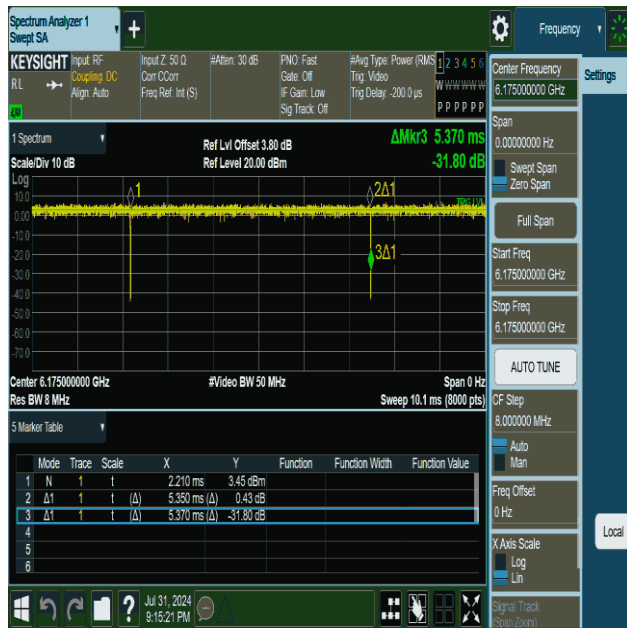 Spectrum Analyzer 1
Swept SA
+
Frequency
KEYSIGHT
RL
Input: RF
Coupling: DC
Align: Auto
Input Z: 50 Ω
Corr CCorr
Freq Ref: Int (S)
#Atten: 30 dB
PNO: Fast
Gate: Off
IF Gain: Low
Sig Track: Off
#Avg Type: Power (RMS
Trig: Video
Trig Delay: -200.0 µs
1 2 3 4 5 6
W W W W W W
P P P P P P
1 Spectrum
Scale/Div 10 dB
Ref Lvl Offset 3.80 dB
Ref Level 20.00 dBm
ΔMkr3 5.370 ms
-31.80 dB
Log
10.0
0.00
-10.0
-20.0
-30.0
-40.0
-50.0
-60.0
-70.0
1
2Δ1
3Δ1
Center 6.175000000 GHz
Res BW 8 MHz
#Video BW 50 MHz
Span 0 Hz
Sweep 10.1 ms (8000 pts)
5 Marker Table
Mode Trace Scale X Y Function Function Width Function Value
1 N 1 t 2.210 ms 3.45 dBm
2 Δ1 1 t (Δ) 5.350 ms (Δ) 0.43 dB
3 Δ1 1 t (Δ) 5.370 ms (Δ) -31.80 dB
4
5
6
?
Jul 31, 2024
9:15:21 PM
Settings
Center Frequency
6.175000000 GHz
Span
0.00000000 Hz
Swept Span
Zero Span
Full Span
Start Freq
6.175000000 GHz
Stop Freq
6.175000000 GHz
AUTO TUNE
CF Step
8.000000 MHz
Auto
Man
Freq Offset
0 Hz
X Axis Scale
Log
Lin
Signal Track
(Span Zoom)
Local